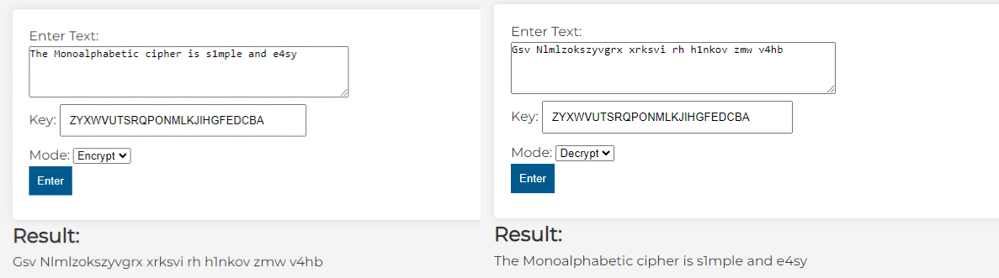 Enter Text:
The Monoalphabetic cipher is s1mple and e4sy
Key: ZYXWVUTSRQPONMLKJIHGFEDCBA
Mode: Encrypt
Enter
Result:
Gsv Nlmlzokszyvgrx xrksvi rh h1nkov zmw v4hb
Enter Text:
Gsv Nlmlzokszyvgrx xrksvi rh h1nkov zmw v4hb
Key: ZYXWVUTSRQPONMLKJIHGFEDCBA
Mode: Decrypt
Enter
Result:
The Monoalphabetic cipher is s1mple and e4sy